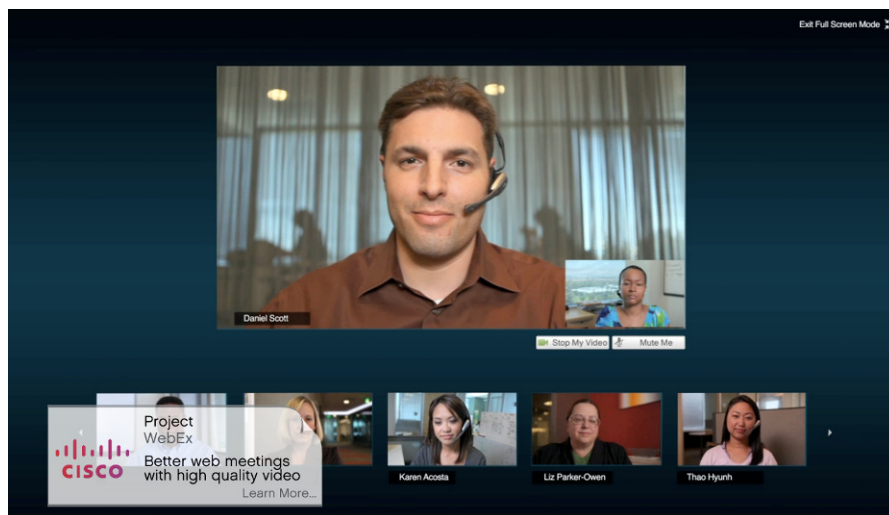 Exit Full Screen Mode
Daniel Scott
Stop My Video
Mute Me
Karen Acosta
Liz Parker-Owen
Thao Hyunh
CISCO
Project
WebEx
Better web meetings
with high quality video
Learn More...